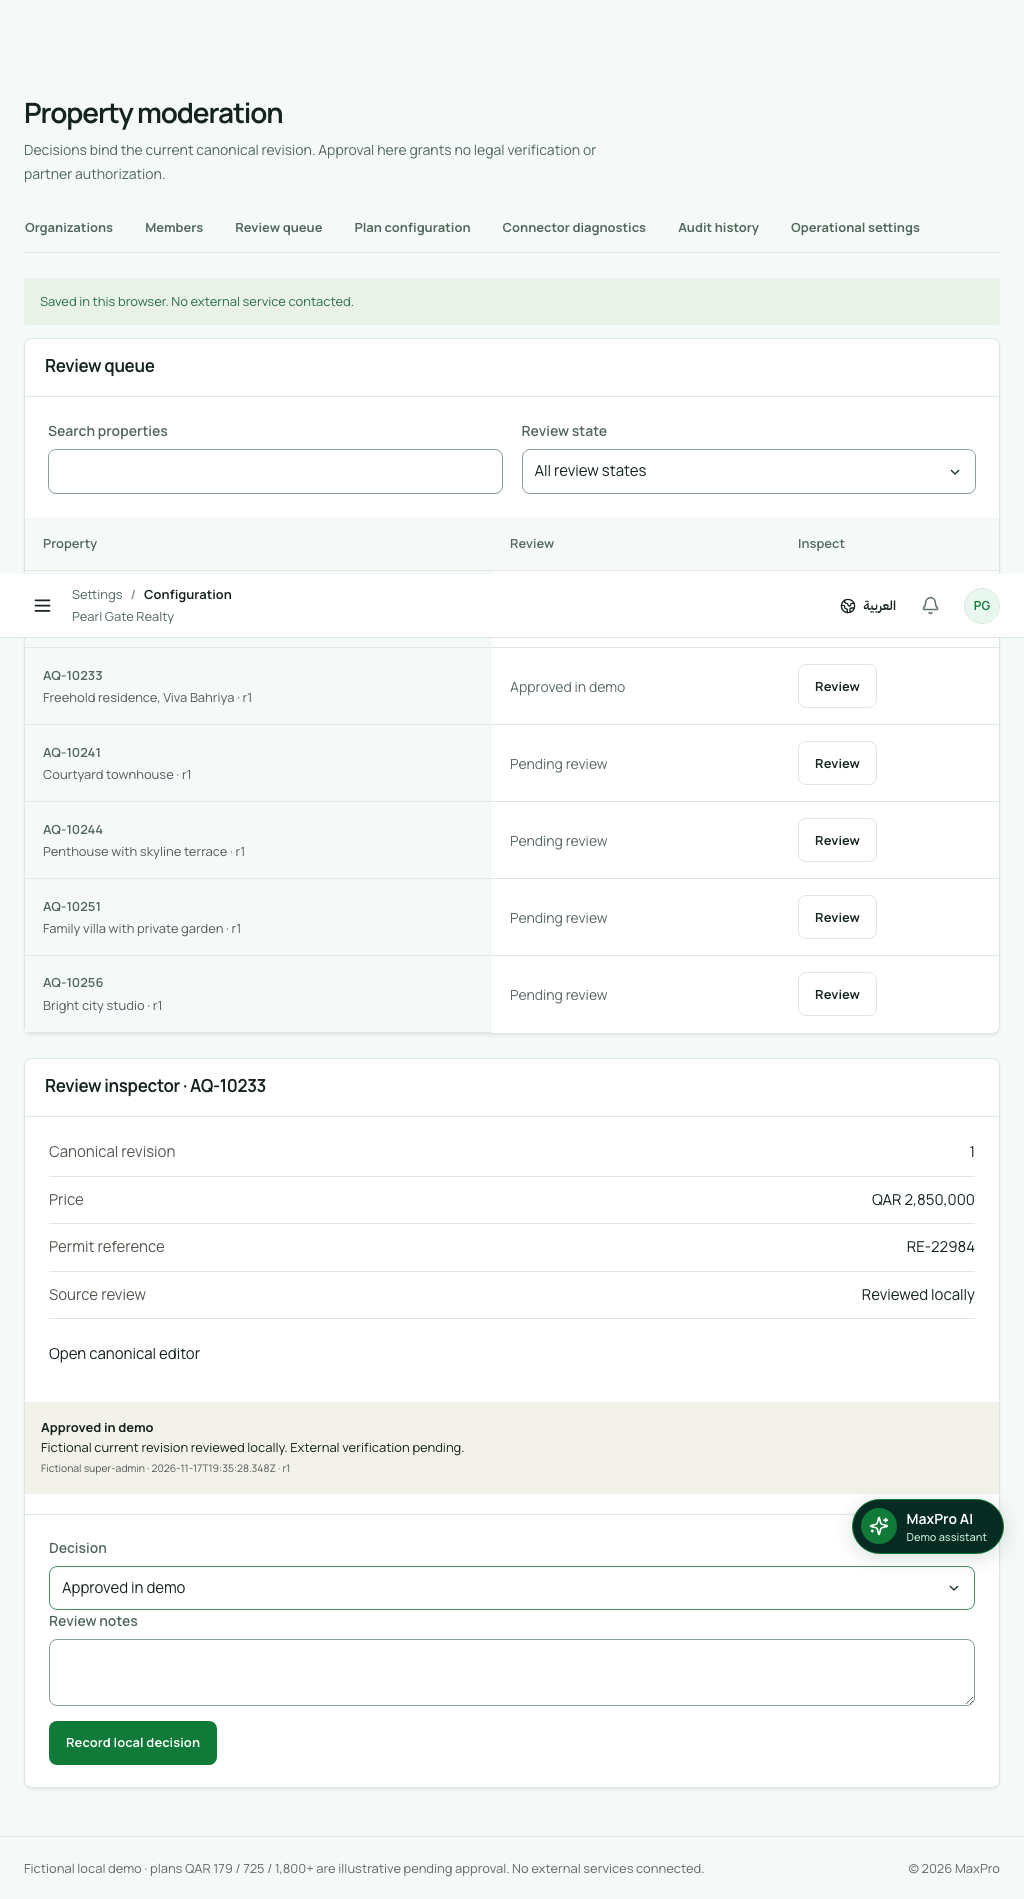 Property moderation
Decisions bind the current canonical revision. Approval here grants no legal verification or
partner authorization.
Organizations Members Review queue Plan configuration Connector diagnostics Audit history Operational settings
Saved in this browser. No external service contacted.
Review queue
Search properties Review state
All review states
Property Review Inspect
Settings / Configuration
Pearl Gate Realty
العربية
PG
AQ-10233
Freehold residence, Viva Bahriya · r1
Approved in demo
Review
AQ-10241
Courtyard townhouse · r1
Pending review
Review
AQ-10244
Penthouse with skyline terrace · r1
Pending review
Review
AQ-10251
Family villa with private garden · r1
Pending review
Review
AQ-10256
Bright city studio · r1
Pending review
Review
Review inspector · AQ-10233
Canonical revision 1
Price QAR 2,850,000
Permit reference RE-22984
Source review Reviewed locally
Open canonical editor
Approved in demo
Fictional current revision reviewed locally. External verification pending.
Fictional super-admin · 2026-11-17T19:35:28.348Z · r1
MaxPro AI
Demo assistant
Decision
Approved in demo
Review notes
Record local decision
Fictional local demo · plans QAR 179 / 725 / 1,800+ are illustrative pending approval. No external services connected.
© 2026 MaxPro